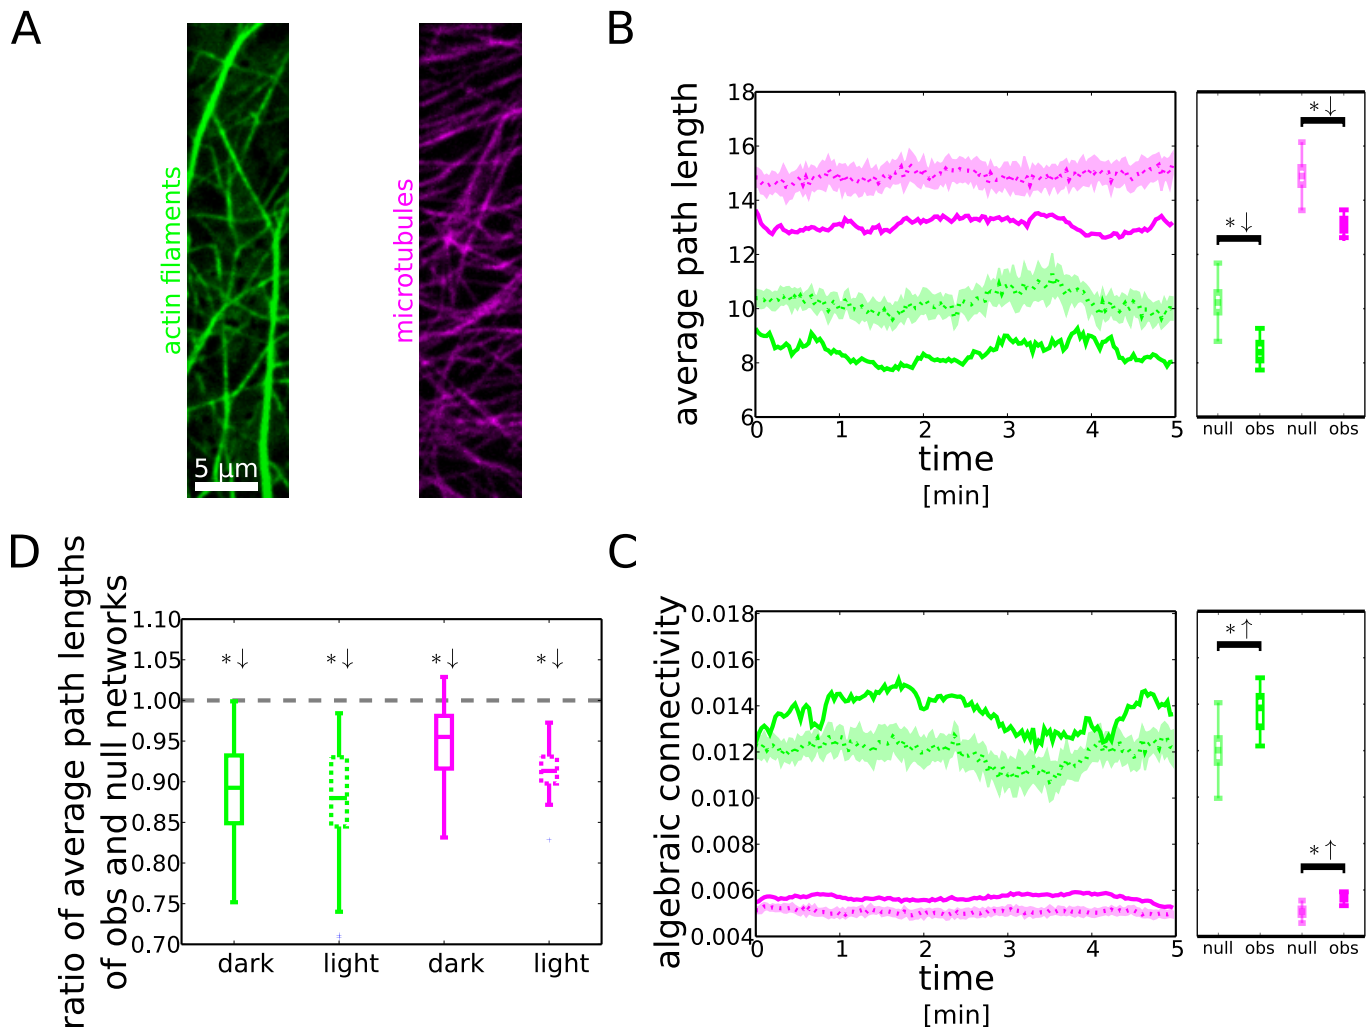 A
actin filaments
5 µm
microtubules
B
average path length
18
16
14
12
10
8
6
0
1
2
3
4
5
time
[min]
* ↓
* ↓
null
obs
null
obs
D
ratio of average path lengths
of obs and null networks
1.10
1.05
1.00
0.95
0.90
0.85
0.80
0.75
0.70
* ↓
* ↓
* ↓
* ↓
dark
light
dark
light
C
algebraic connectivity
0.018
0.016
0.014
0.012
0.010
0.008
0.006
0.004
0
1
2
3
4
5
time
[min]
* ↑
* ↑
null
obs
null
obs